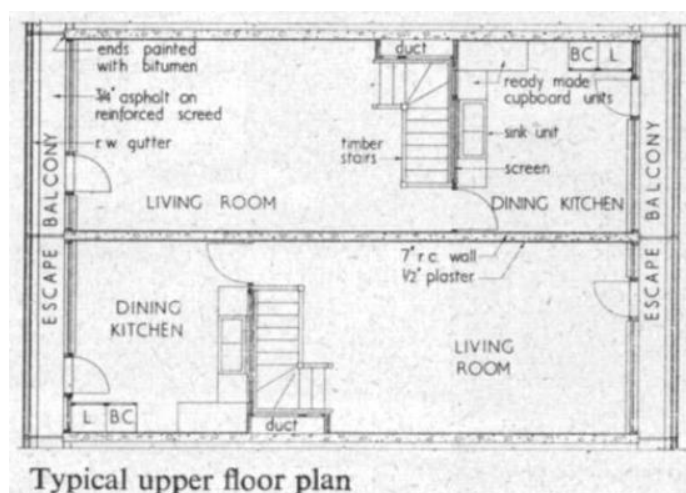 duct
BC L
ends painted
with bitumen
¾" asphalt on
reinforced screed
r.w. gutter
ready made
cupboard units
sink unit
timber
stairs
screen
ESCAPE BALCONY
LIVING ROOM
DINING KITCHEN
ESCAPE BALCONY
7" r.c. wall
½" plaster
DINING
KITCHEN
LIVING
ROOM
L BC
duct
Typical upper floor plan